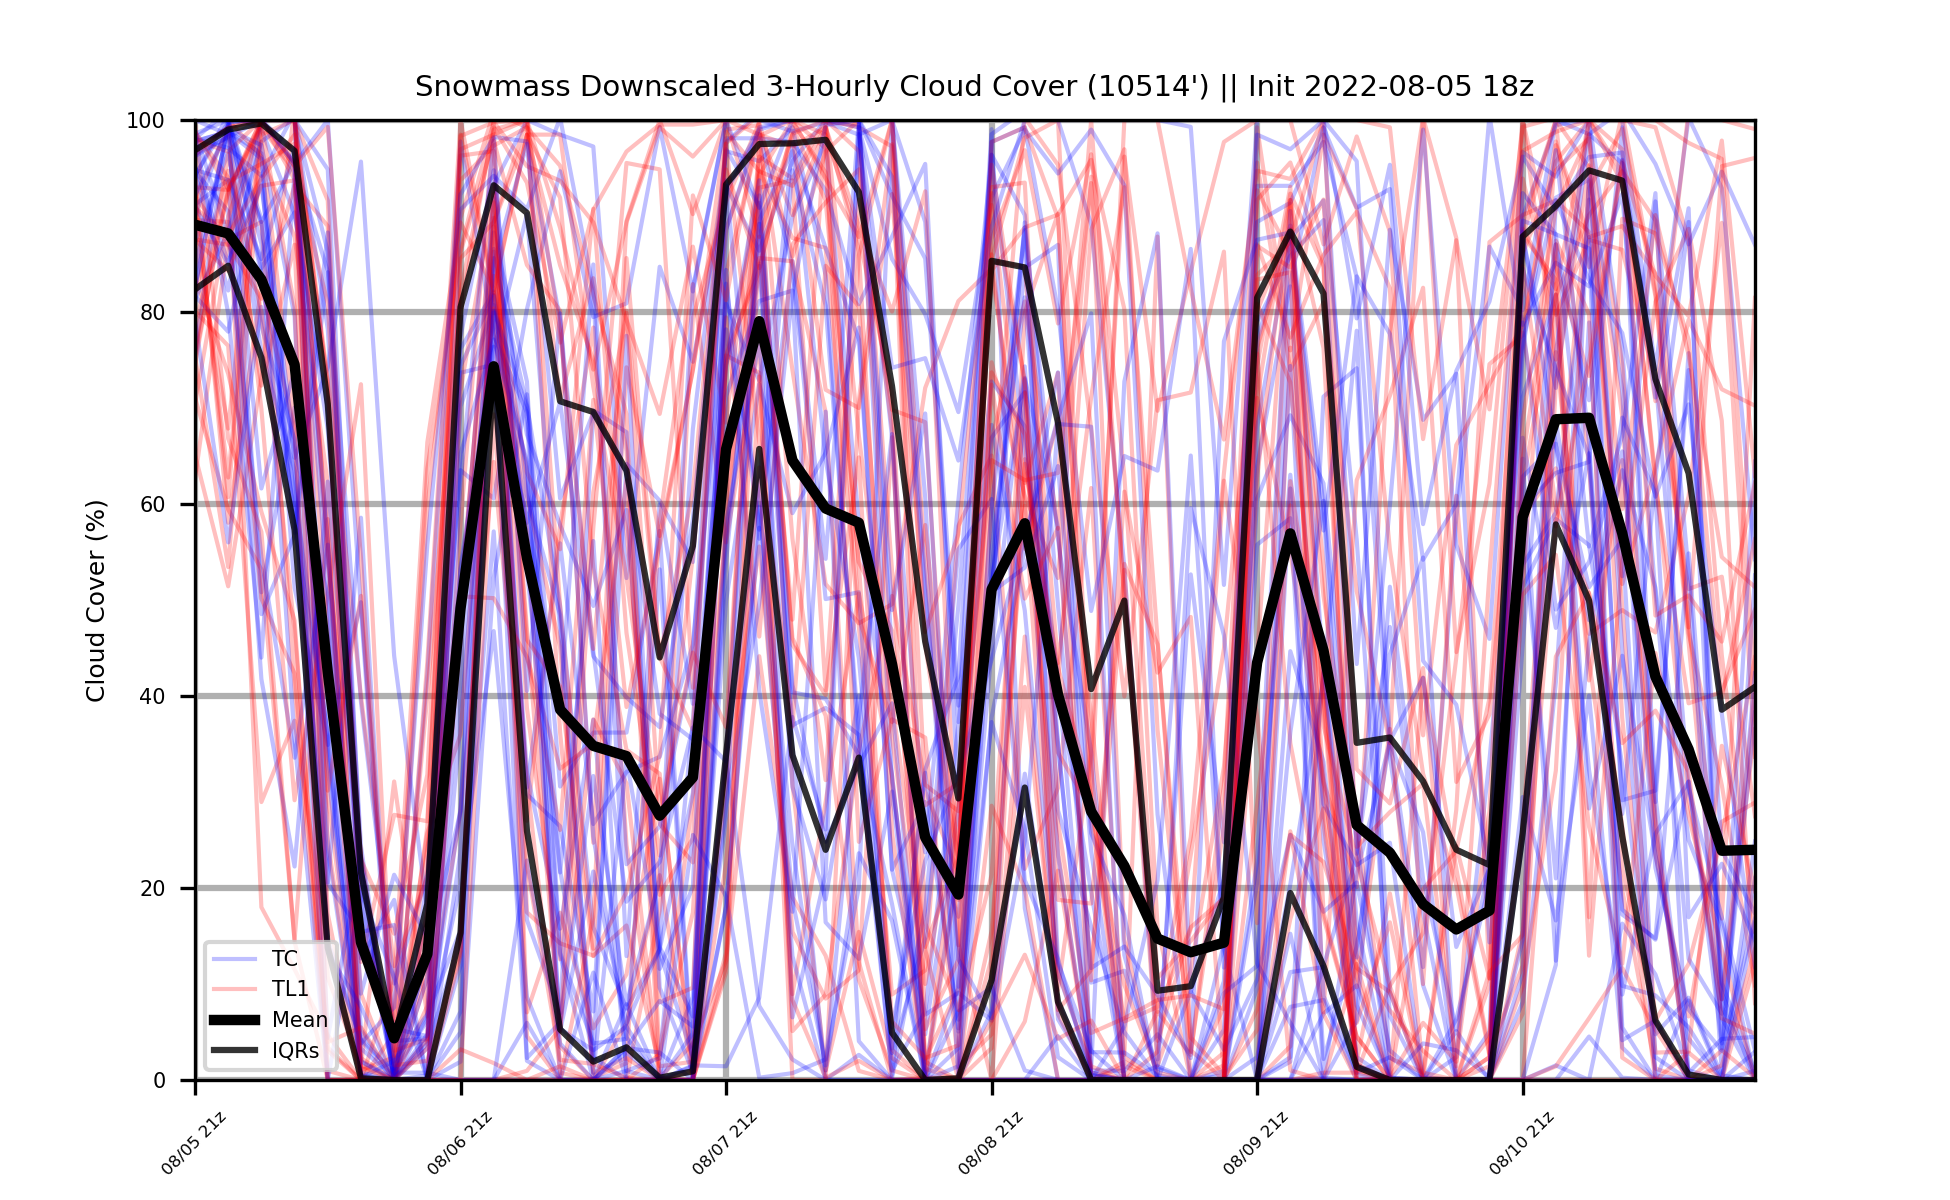 Snowmass Downscaled 3-Hourly Cloud Cover (10514') || Init 2022-08-05 18z
Cloud Cover (%)
100
80
60
40
20
0
TC
TL1
Mean
IQRs
08/05 21z
08/06 21z
08/07 21z
08/08 21z
08/09 21z
08/10 21z